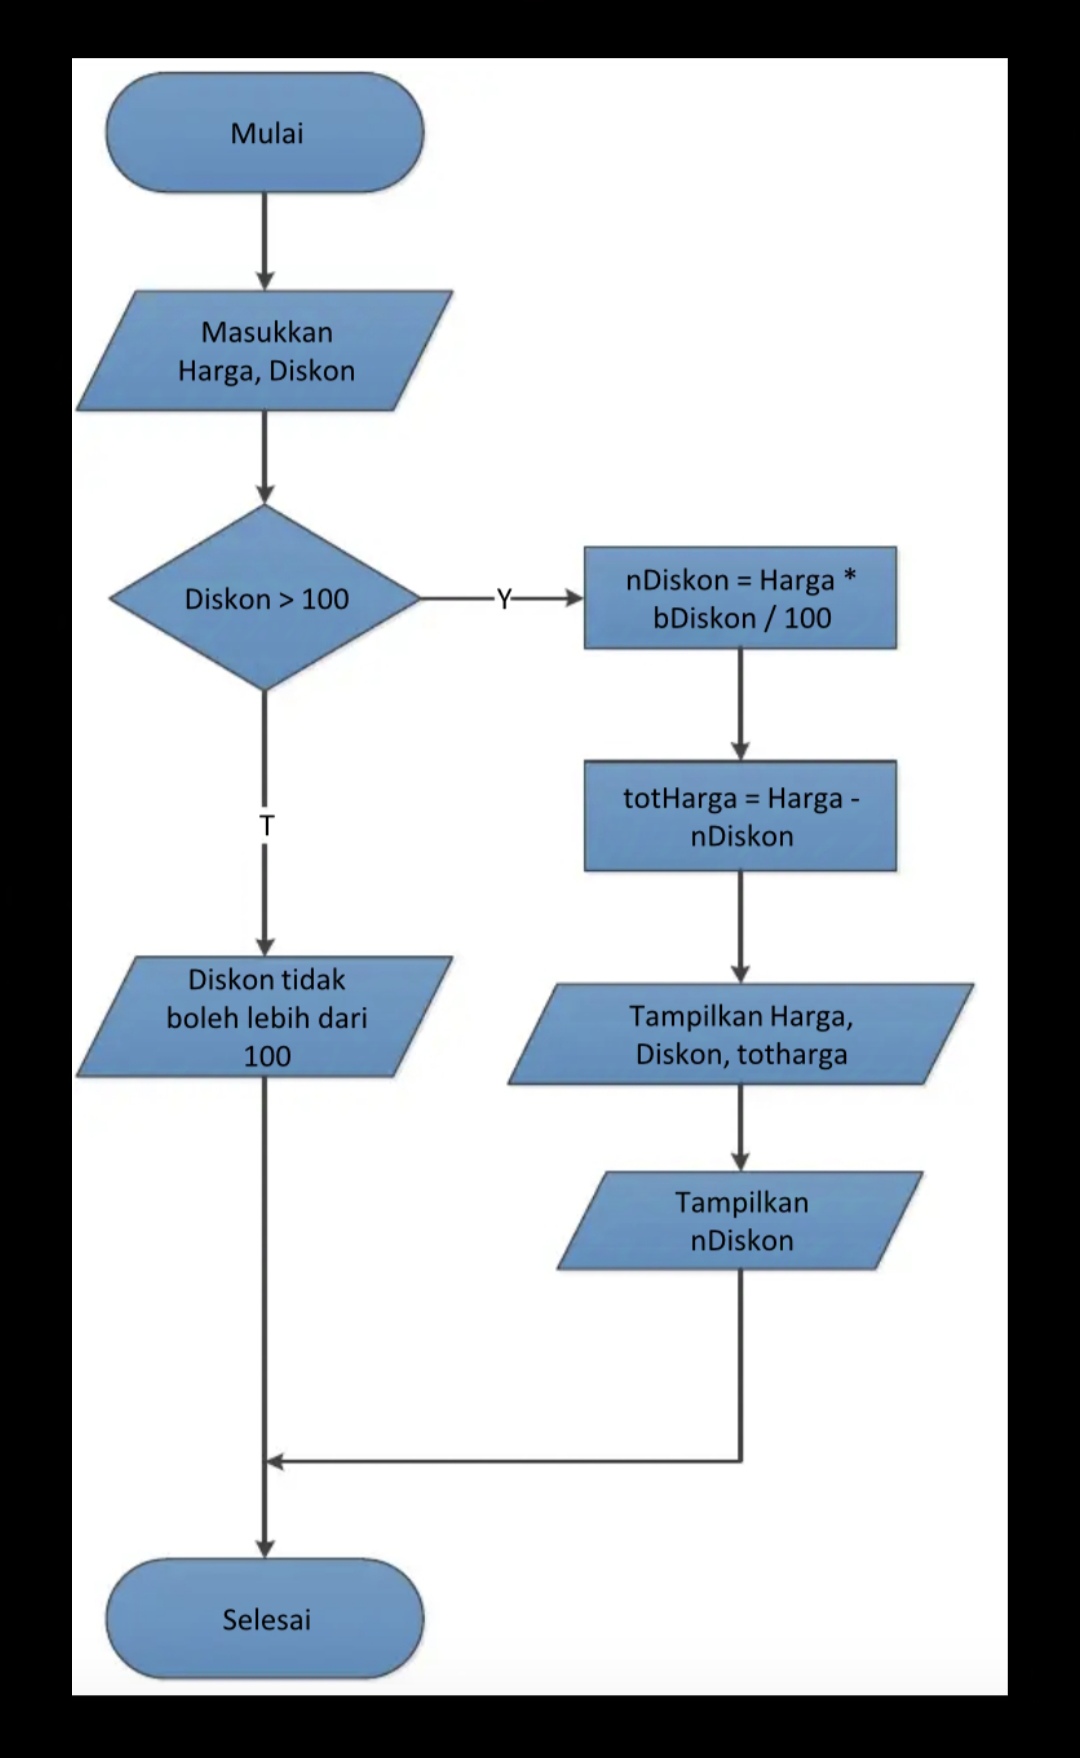 Mulai
Masukkan
Harga, Diskon
Diskon > 100
Y
nDiskon = Harga *
bDiskon / 100
totHarga = Harga -
nDiskon
T
Diskon tidak
boleh lebih dari
100
Tampilkan Harga,
Diskon, totharga
Tampilkan
nDiskon
Selesai